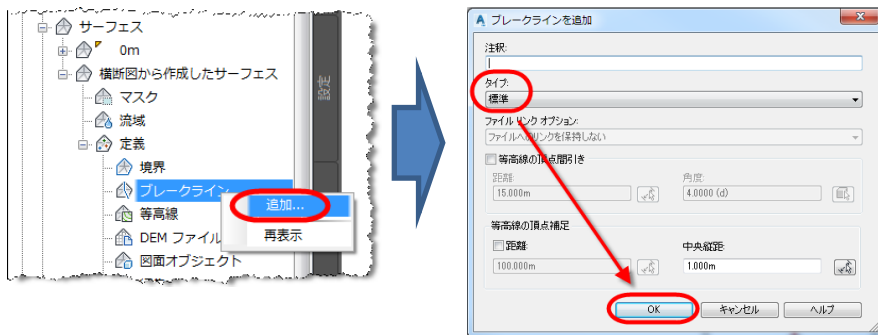 サーフェス
0m
横断図から作成したサーフェス
マスク
流域
定義
境界
ブレークライン
追加...
等高線
再表示
DEM ファイル
図面オブジェクト
設定
ブレークラインを追加
注釈:
タイプ:
標準
ファイル リンク オプション:
ファイルへのリンクを保持しない
等高線の頂点間引き
距離: 角度:
15.000m 4.0000 (d)
等高線の頂点補足
距離: 中央縦距:
100.000m 1.000m
OK キャンセル ヘルプ